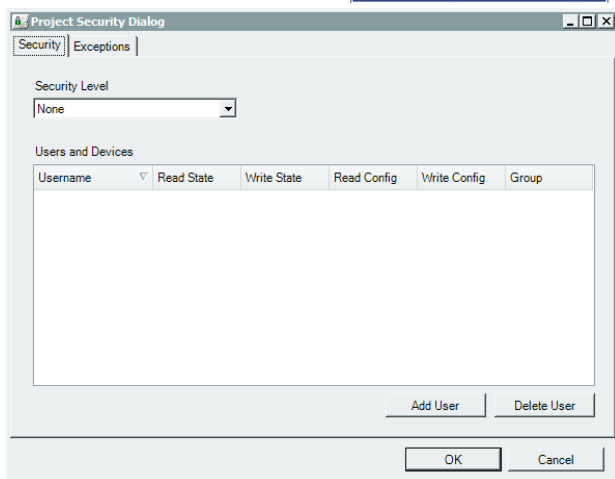 Project Security Dialog
Security Exceptions
Security Level
None
Users and Devices
Username Read State Write State Read Config Write Config Group
Add User Delete User
OK Cancel